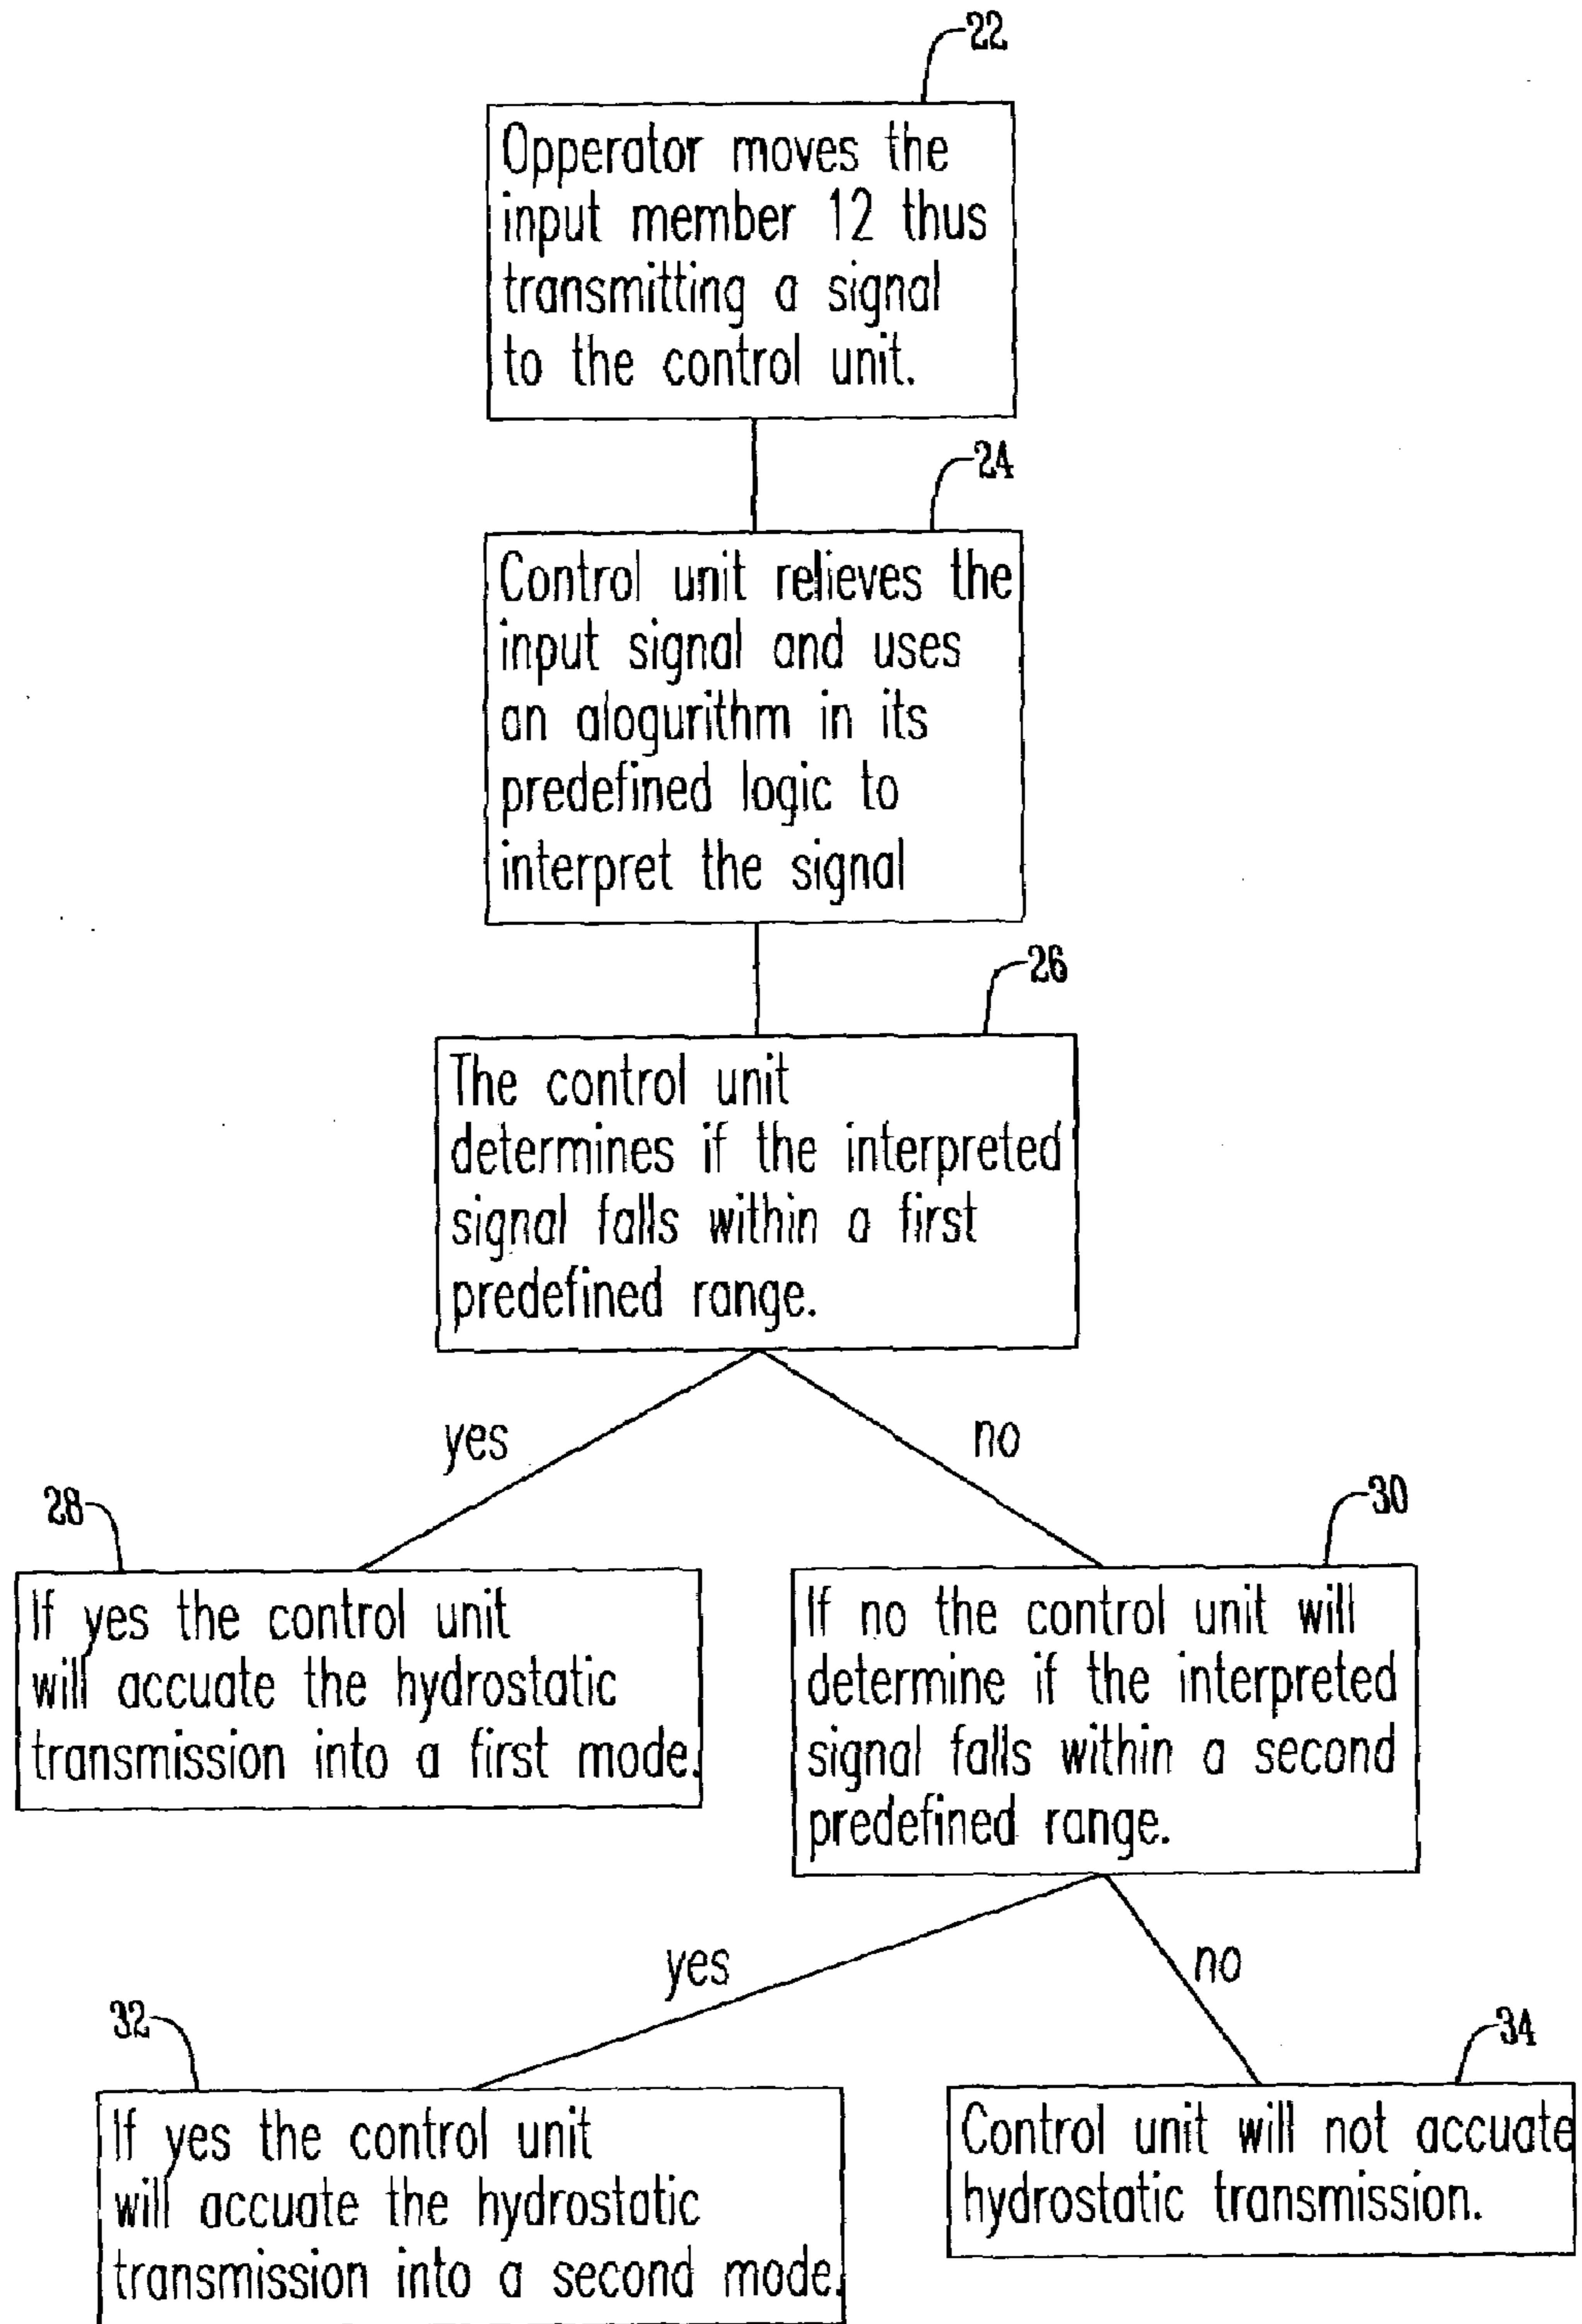 22
Opperator moves the
input member 12 thus
transmitting a signal
to the control unit.
24
Control unit relieves the
input signal and uses
an alogurithm in its
predefined logic to
interpret the signal
26
The control unit
determines if the interpreted
signal falls within a first
predefined range.
yes
no
28
If yes the control unit
will accuate the hydrostatic
transmission into a first mode.
30
If no the control unit will
determine if the interpreted
signal falls within a second
predefined range.
yes
no
32
If yes the control unit
will accuate the hydrostatic
transmission into a second mode.
34
Control unit will not accuate
hydrostatic transmission.